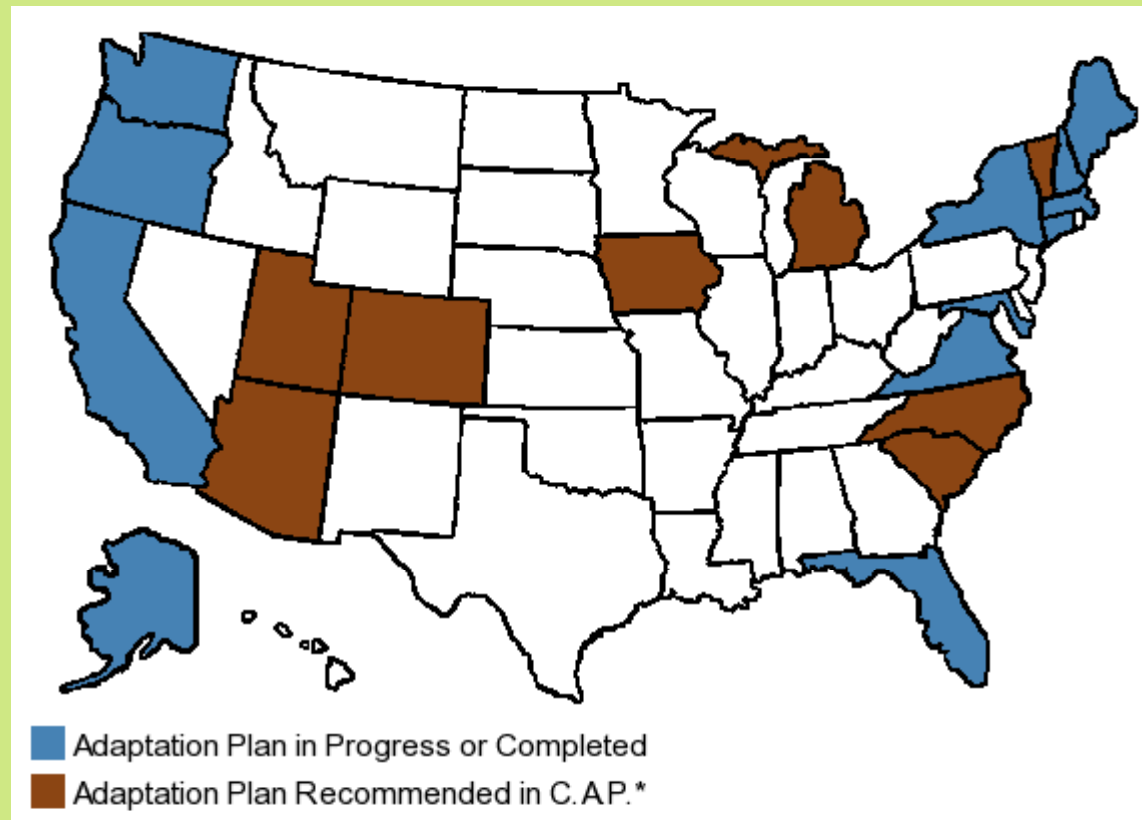 Adaptation Plan in Progress or Completed
Adaptation Plan Recommended in C.A.P.*